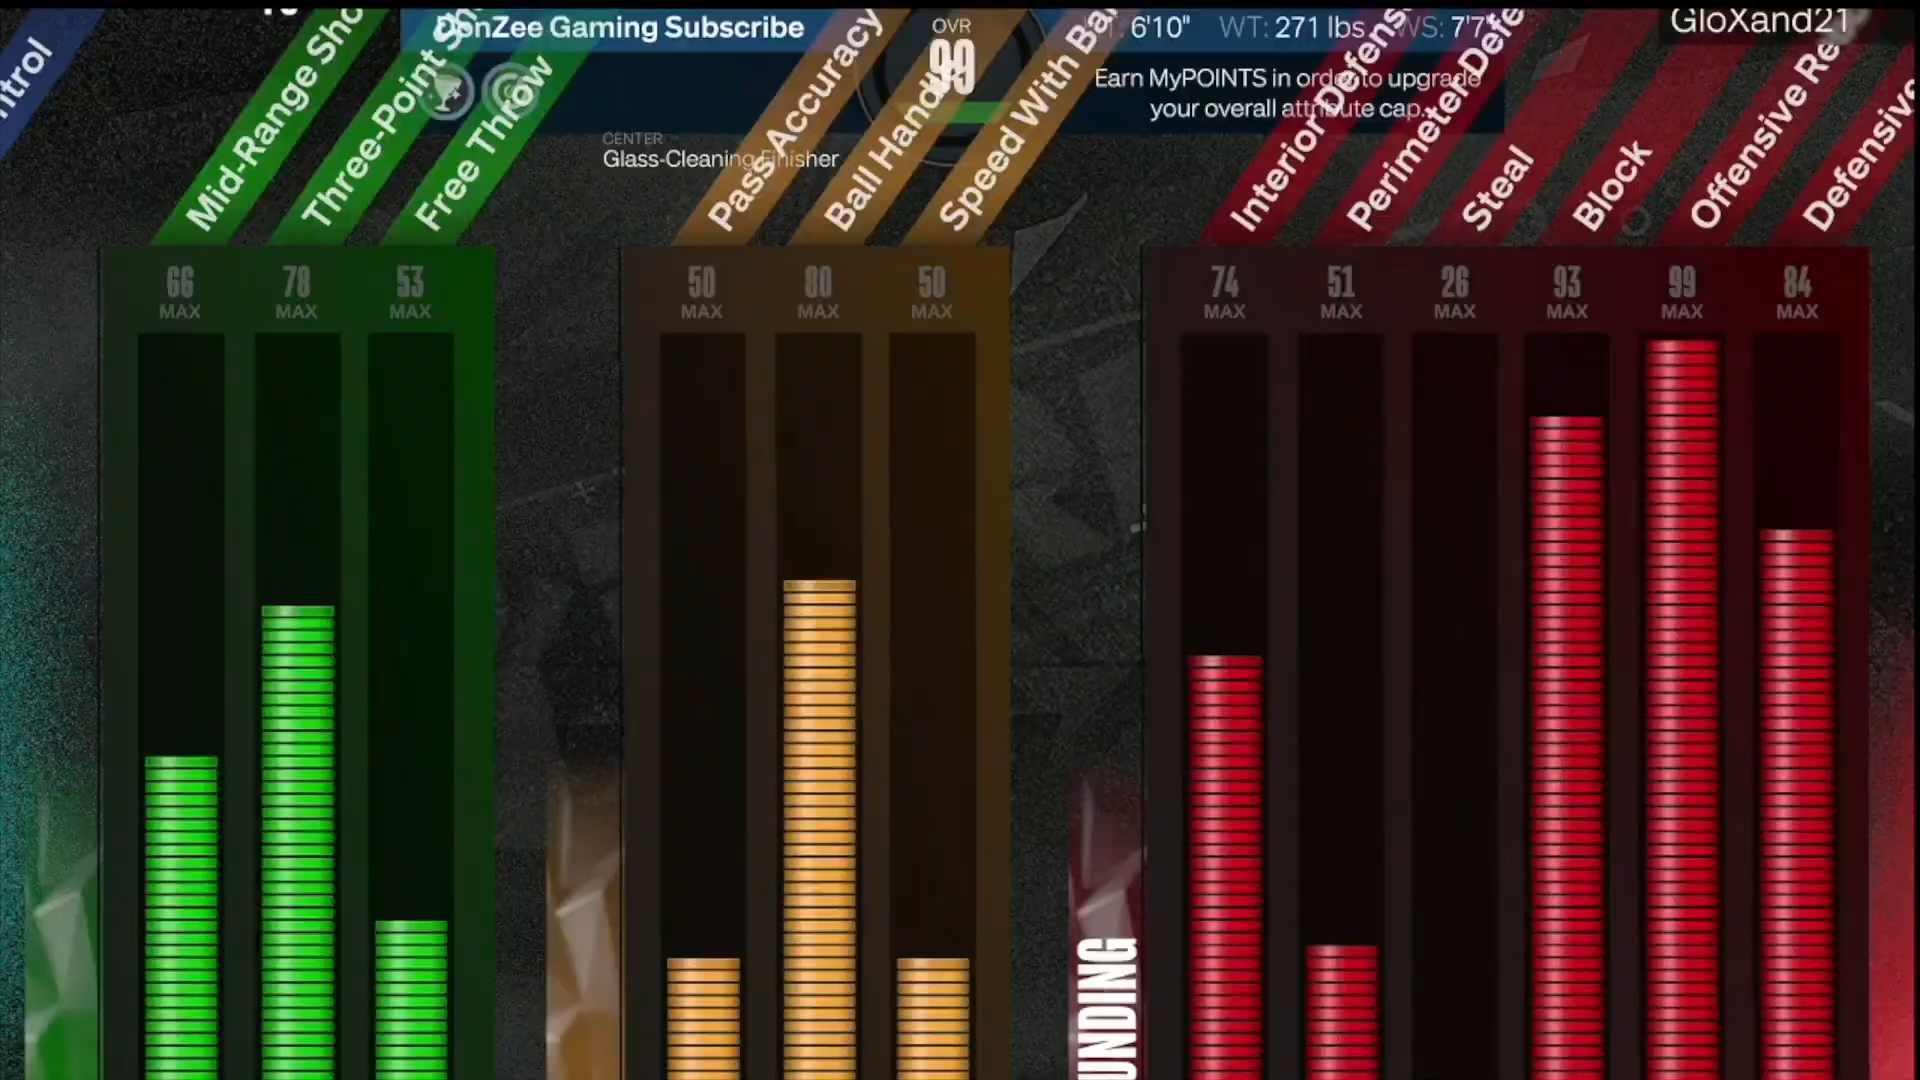 DonZee Gaming Subscribe
OVR
99
6'10" WT: 271 lbs WS: 7'7"
GloXand21
Earn MyPOINTS in order to upgrade
your overall attribute cap...
CENTER
Glass-Cleaning Finisher
Mid-Range Sho
Three-Point Sh
Free Throw
Pass Accuracy
Ball Handle
Speed With Ba
Interior Defens
Perimeter Defe
Steal
Block
Offensive Re
Defensive
66 78 53 50 80 50 74 51 26 93 99 84
MAX MAX MAX MAX MAX MAX MAX MAX MAX MAX MAX MAX
UNDING